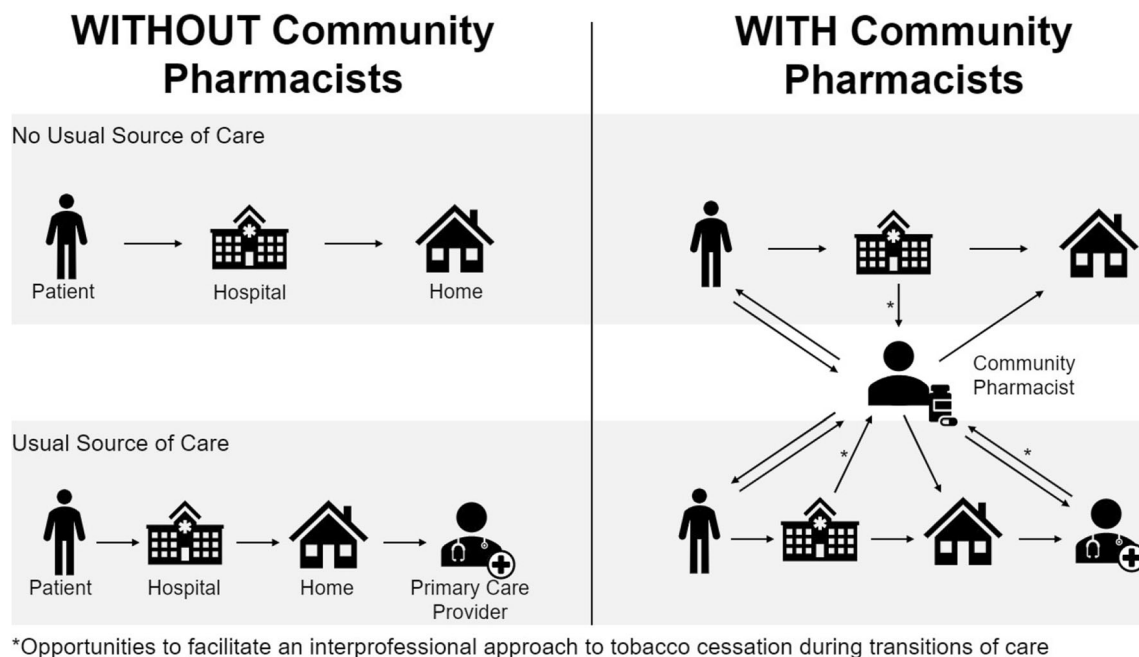 WITHOUT Community
Pharmacists
WITH Community
Pharmacists
No Usual Source of Care
Patient
Hospital
Home
*
Community
Pharmacist
Usual Source of Care
*
*
Patient
Hospital
Home
Primary Care
Provider
*Opportunities to facilitate an interprofessional approach to tobacco cessation during transitions of care